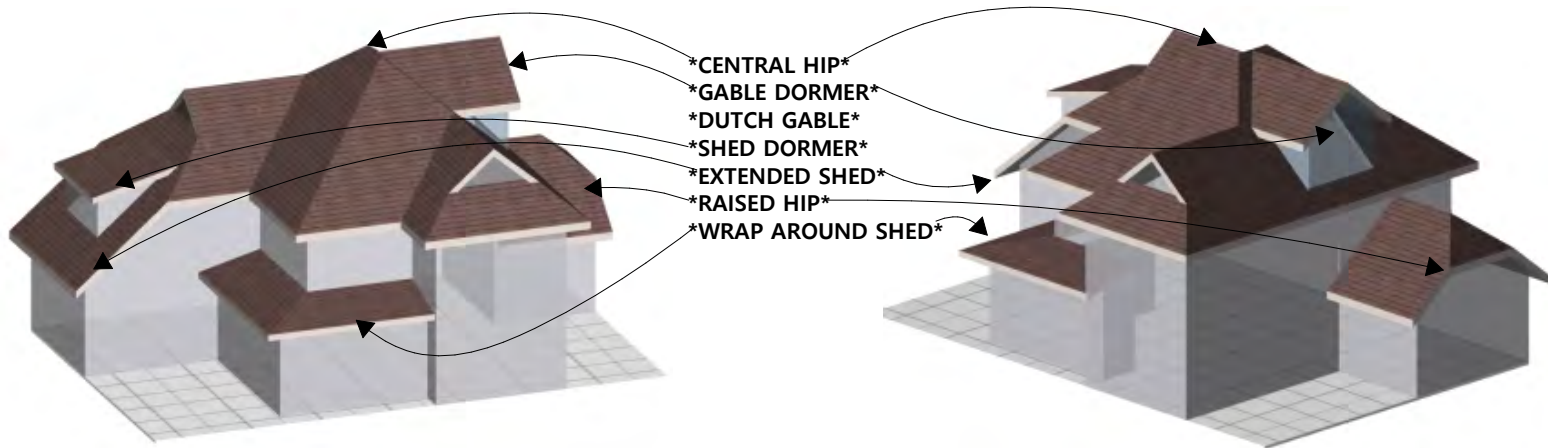 *CENTRAL HIP*
*GABLE DORMER*
*DUTCH GABLE*
*SHED DORMER*
*EXTENDED SHED*
*RAISED HIP*
*WRAP AROUND SHED*